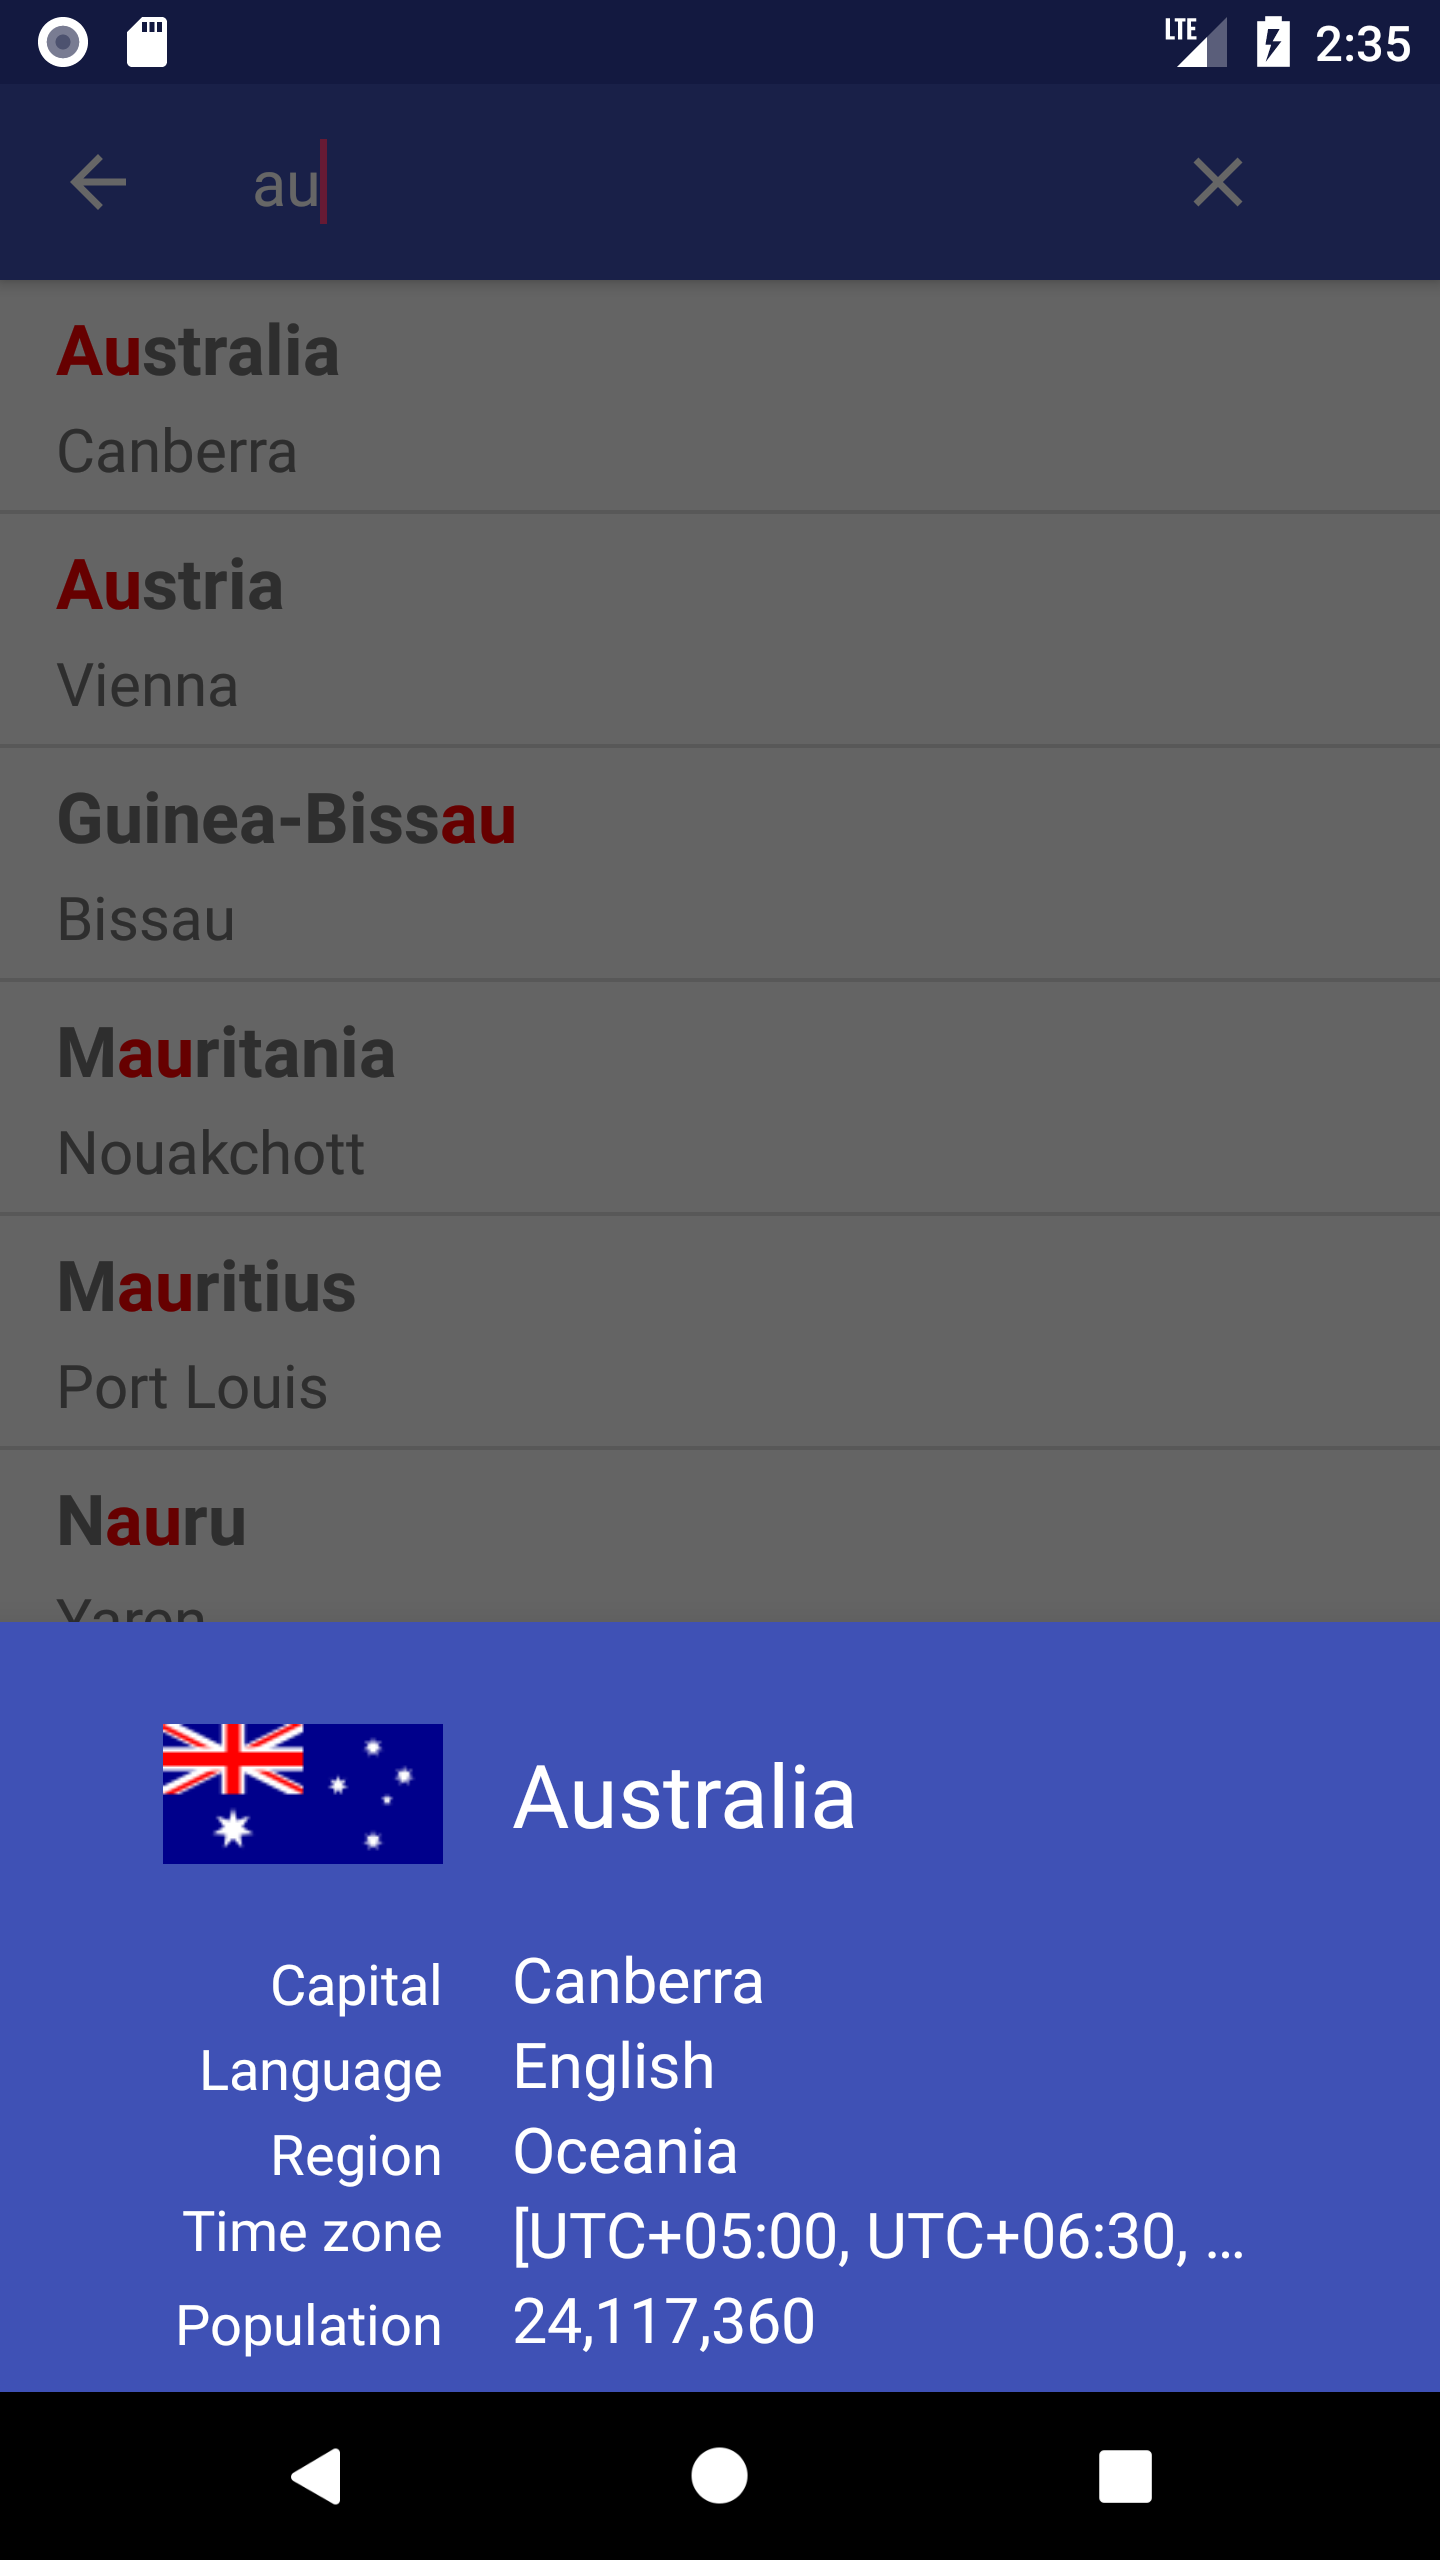 LTE 2:35
au
Australia
Canberra
Austria
Vienna
Guinea-Bissau
Bissau
Mauritania
Nouakchott
Mauritius
Port Louis
Nauru
Yaren
Australia
Capital Canberra
Language English
Region Oceania
Time zone [UTC+05:00, UTC+06:30, ...
Population 24,117,360